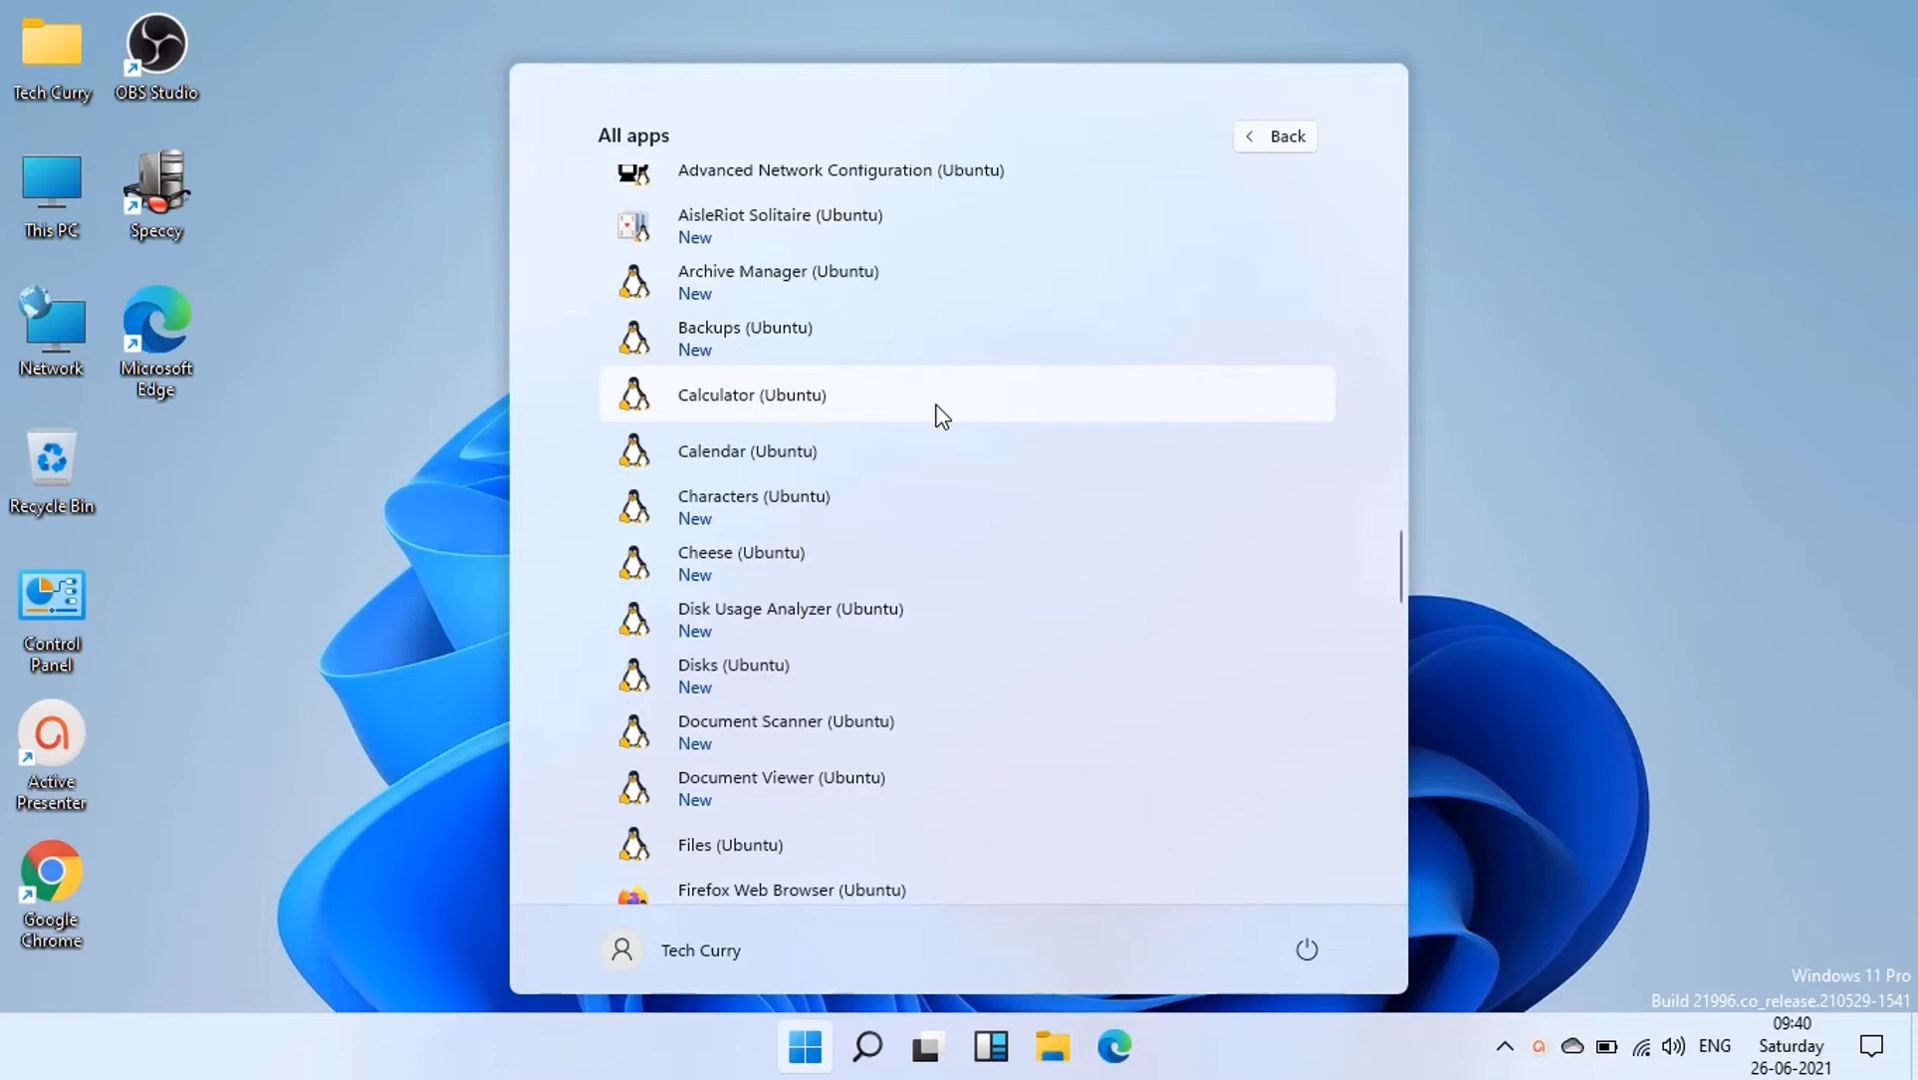 Tech Curry
OBS Studio
This PC
Speccy
Network
Microsoft
Edge
Recycle Bin
Control
Panel
Active
Presenter
Google
Chrome
All apps
Back
Advanced Network Configuration (Ubuntu)
AisleRiot Solitaire (Ubuntu)
New
Archive Manager (Ubuntu)
New
Backups (Ubuntu)
New
Calculator (Ubuntu)
Calendar (Ubuntu)
Characters (Ubuntu)
New
Cheese (Ubuntu)
New
Disk Usage Analyzer (Ubuntu)
New
Disks (Ubuntu)
New
Document Scanner (Ubuntu)
New
Document Viewer (Ubuntu)
New
Files (Ubuntu)
Firefox Web Browser (Ubuntu)
Tech Curry
Windows 11 Pro
Build 21996.co_release.210529-1541
ENG
09:40
Saturday
26-06-2021